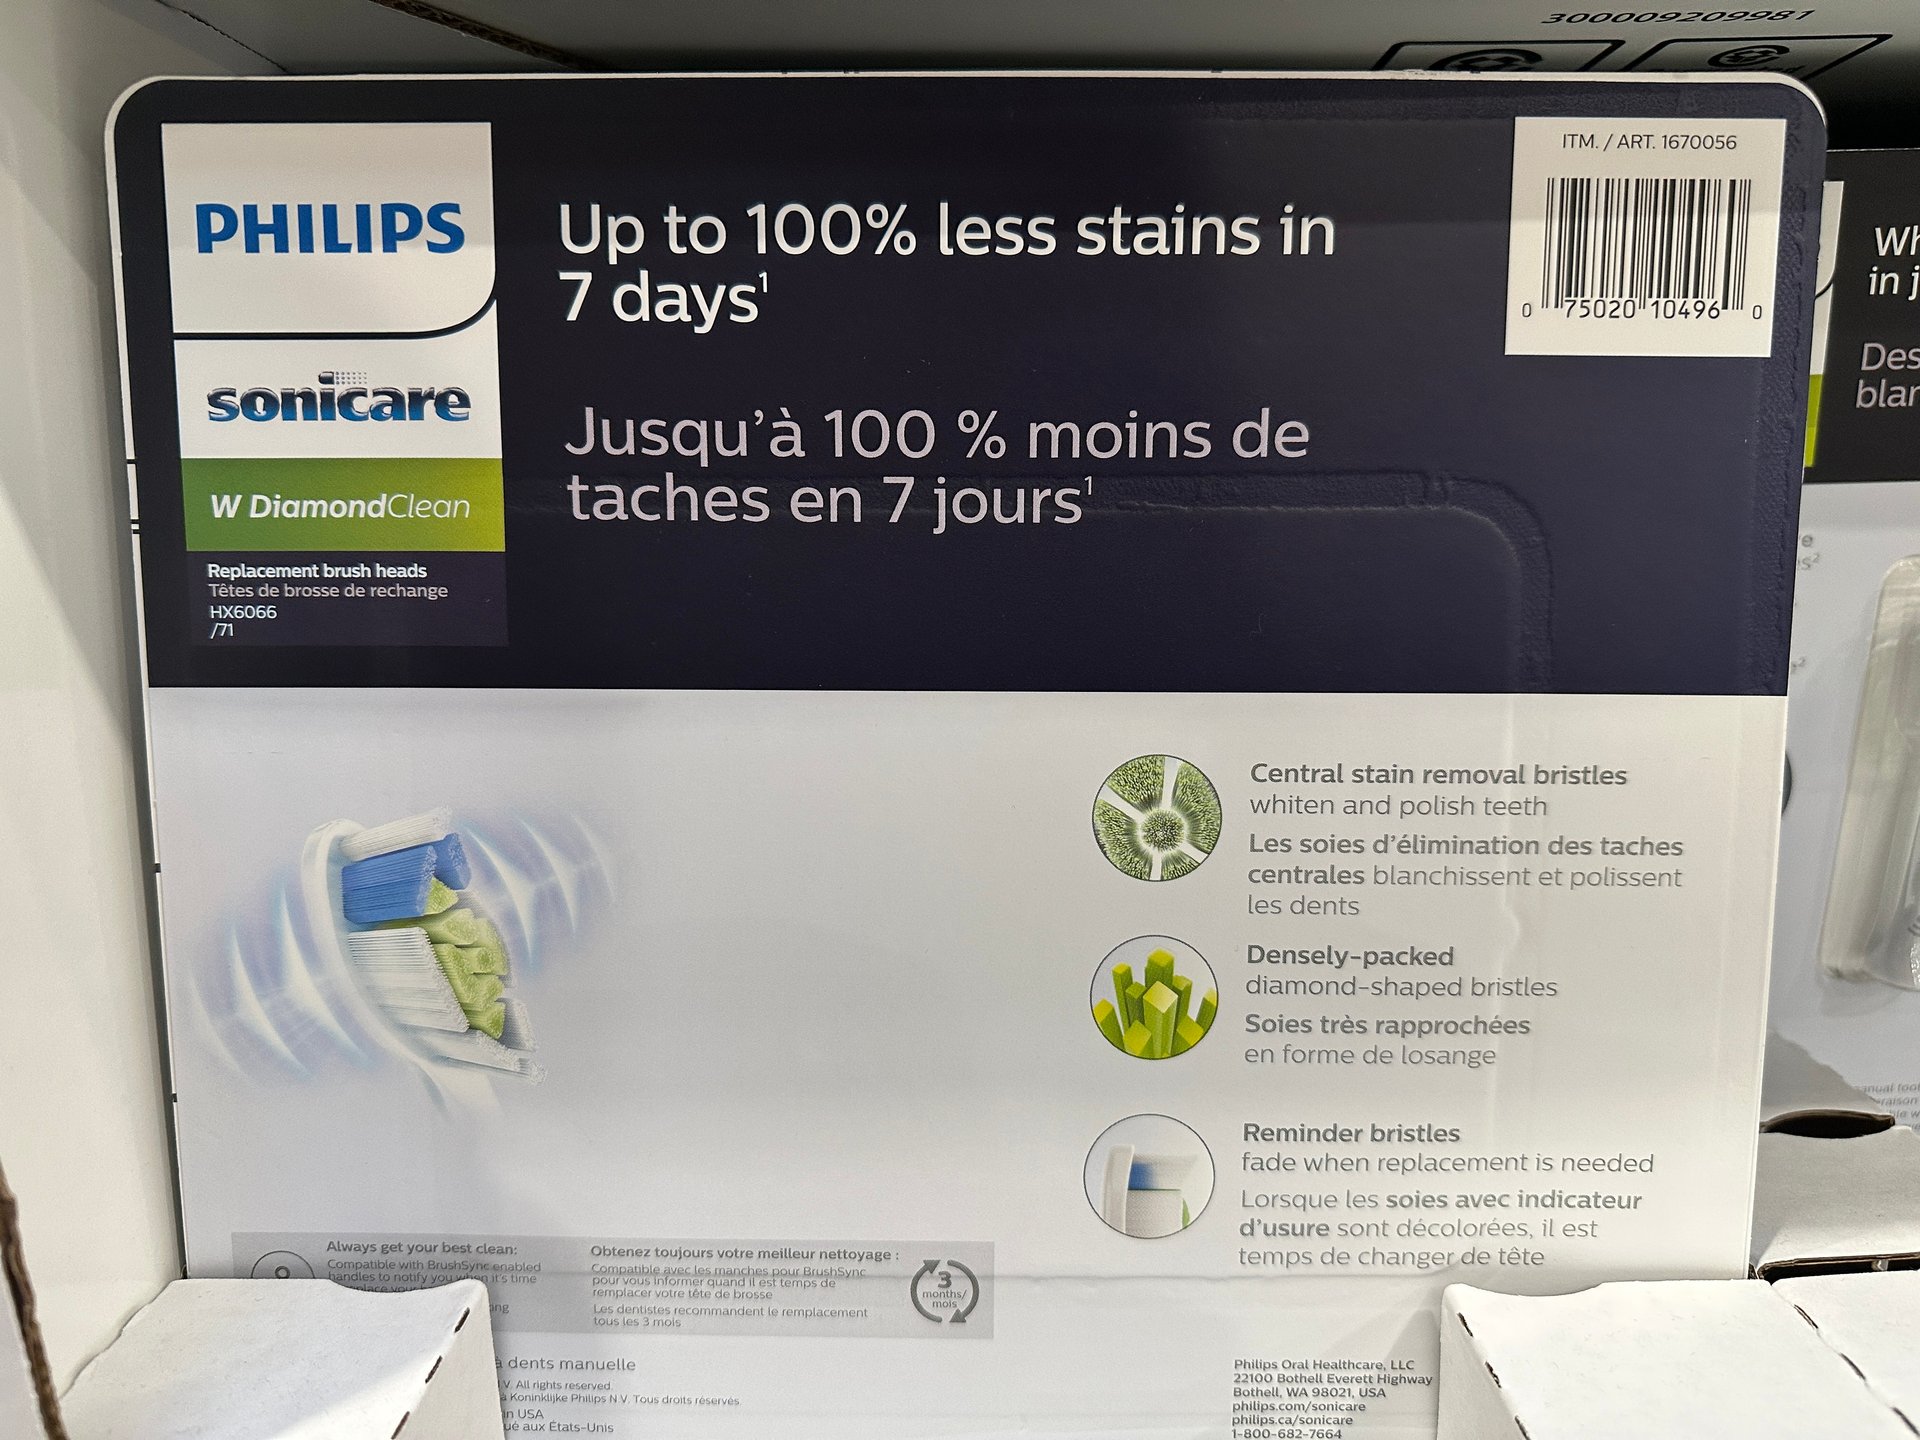 300009209981
PHILIPS
sonicare
W DiamondClean
Replacement brush heads
Têtes de brosse de rechange
HX6066
/71
Up to 100% less stains in
7 days¹
Jusqu'à 100 % moins de
taches en 7 jours¹
ITM. / ART. 1670056
0 75020 10496 0
Central stain removal bristles
whiten and polish teeth
Les soies d'élimination des taches
centrales blanchissent et polissent
les dents
Densely-packed
diamond-shaped bristles
Soies très rapprochées
en forme de losange
Reminder bristles
fade when replacement is needed
Lorsque les soies avec indicateur
d'usure sont décolorées, il est
temps de changer de tête
Always get your best clean:
Compatible with BrushSync enabled
handles to notify you when it's time
Obtenez toujours votre meilleur nettoyage :
Compatible avec les manches pour BrushSync
pour vous informer quand il est temps de
remplacer votre tête de brosse
Les dentistes recommandent le remplacement
tous les 3 mois
3
months/
mois
à dents manuelle
V. All rights reserved.
Koninklijke Philips N.V. Tous droits réservés.
in USA
aux États-Unis
Philips Oral Healthcare, LLC
22100 Bothell Everett Highway
Bothell, WA 98021, USA
philips.com/sonicare
philips.ca/sonicare
1-800-682-7664
in